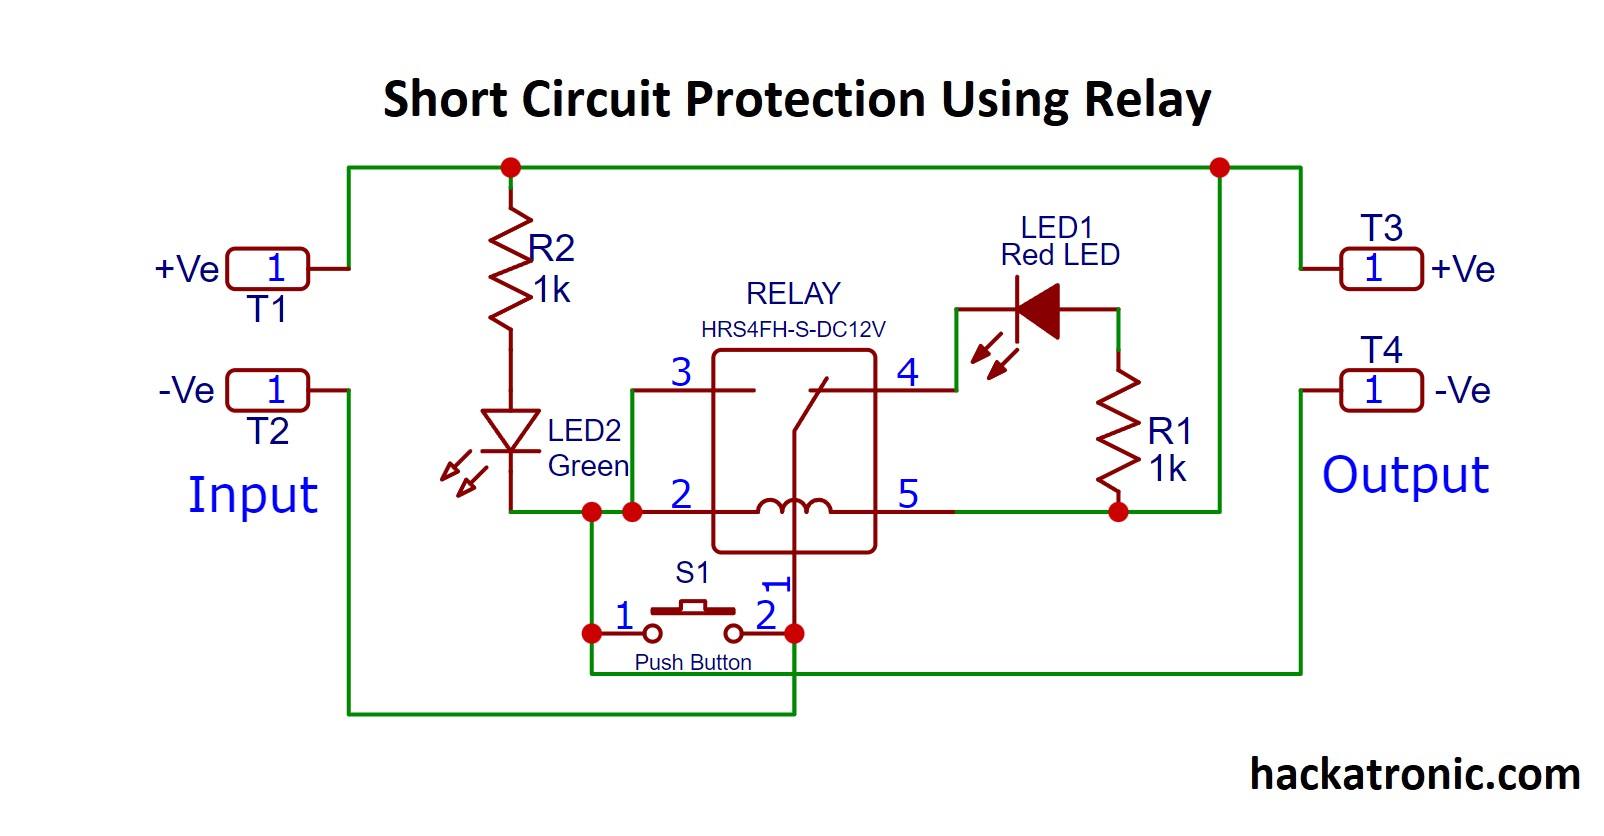 Short Circuit Protection Using Relay
+Ve
1
T1
-Ve
1
T2
Input
R2
1k
LED2
Green
RELAY
HRS4FH-S-DC12V
3
4
2
5
1
S1
1
2
Push Button
LED1
Red LED
R1
1k
T3
1
+Ve
T4
1
-Ve
Output
hackatronic.com